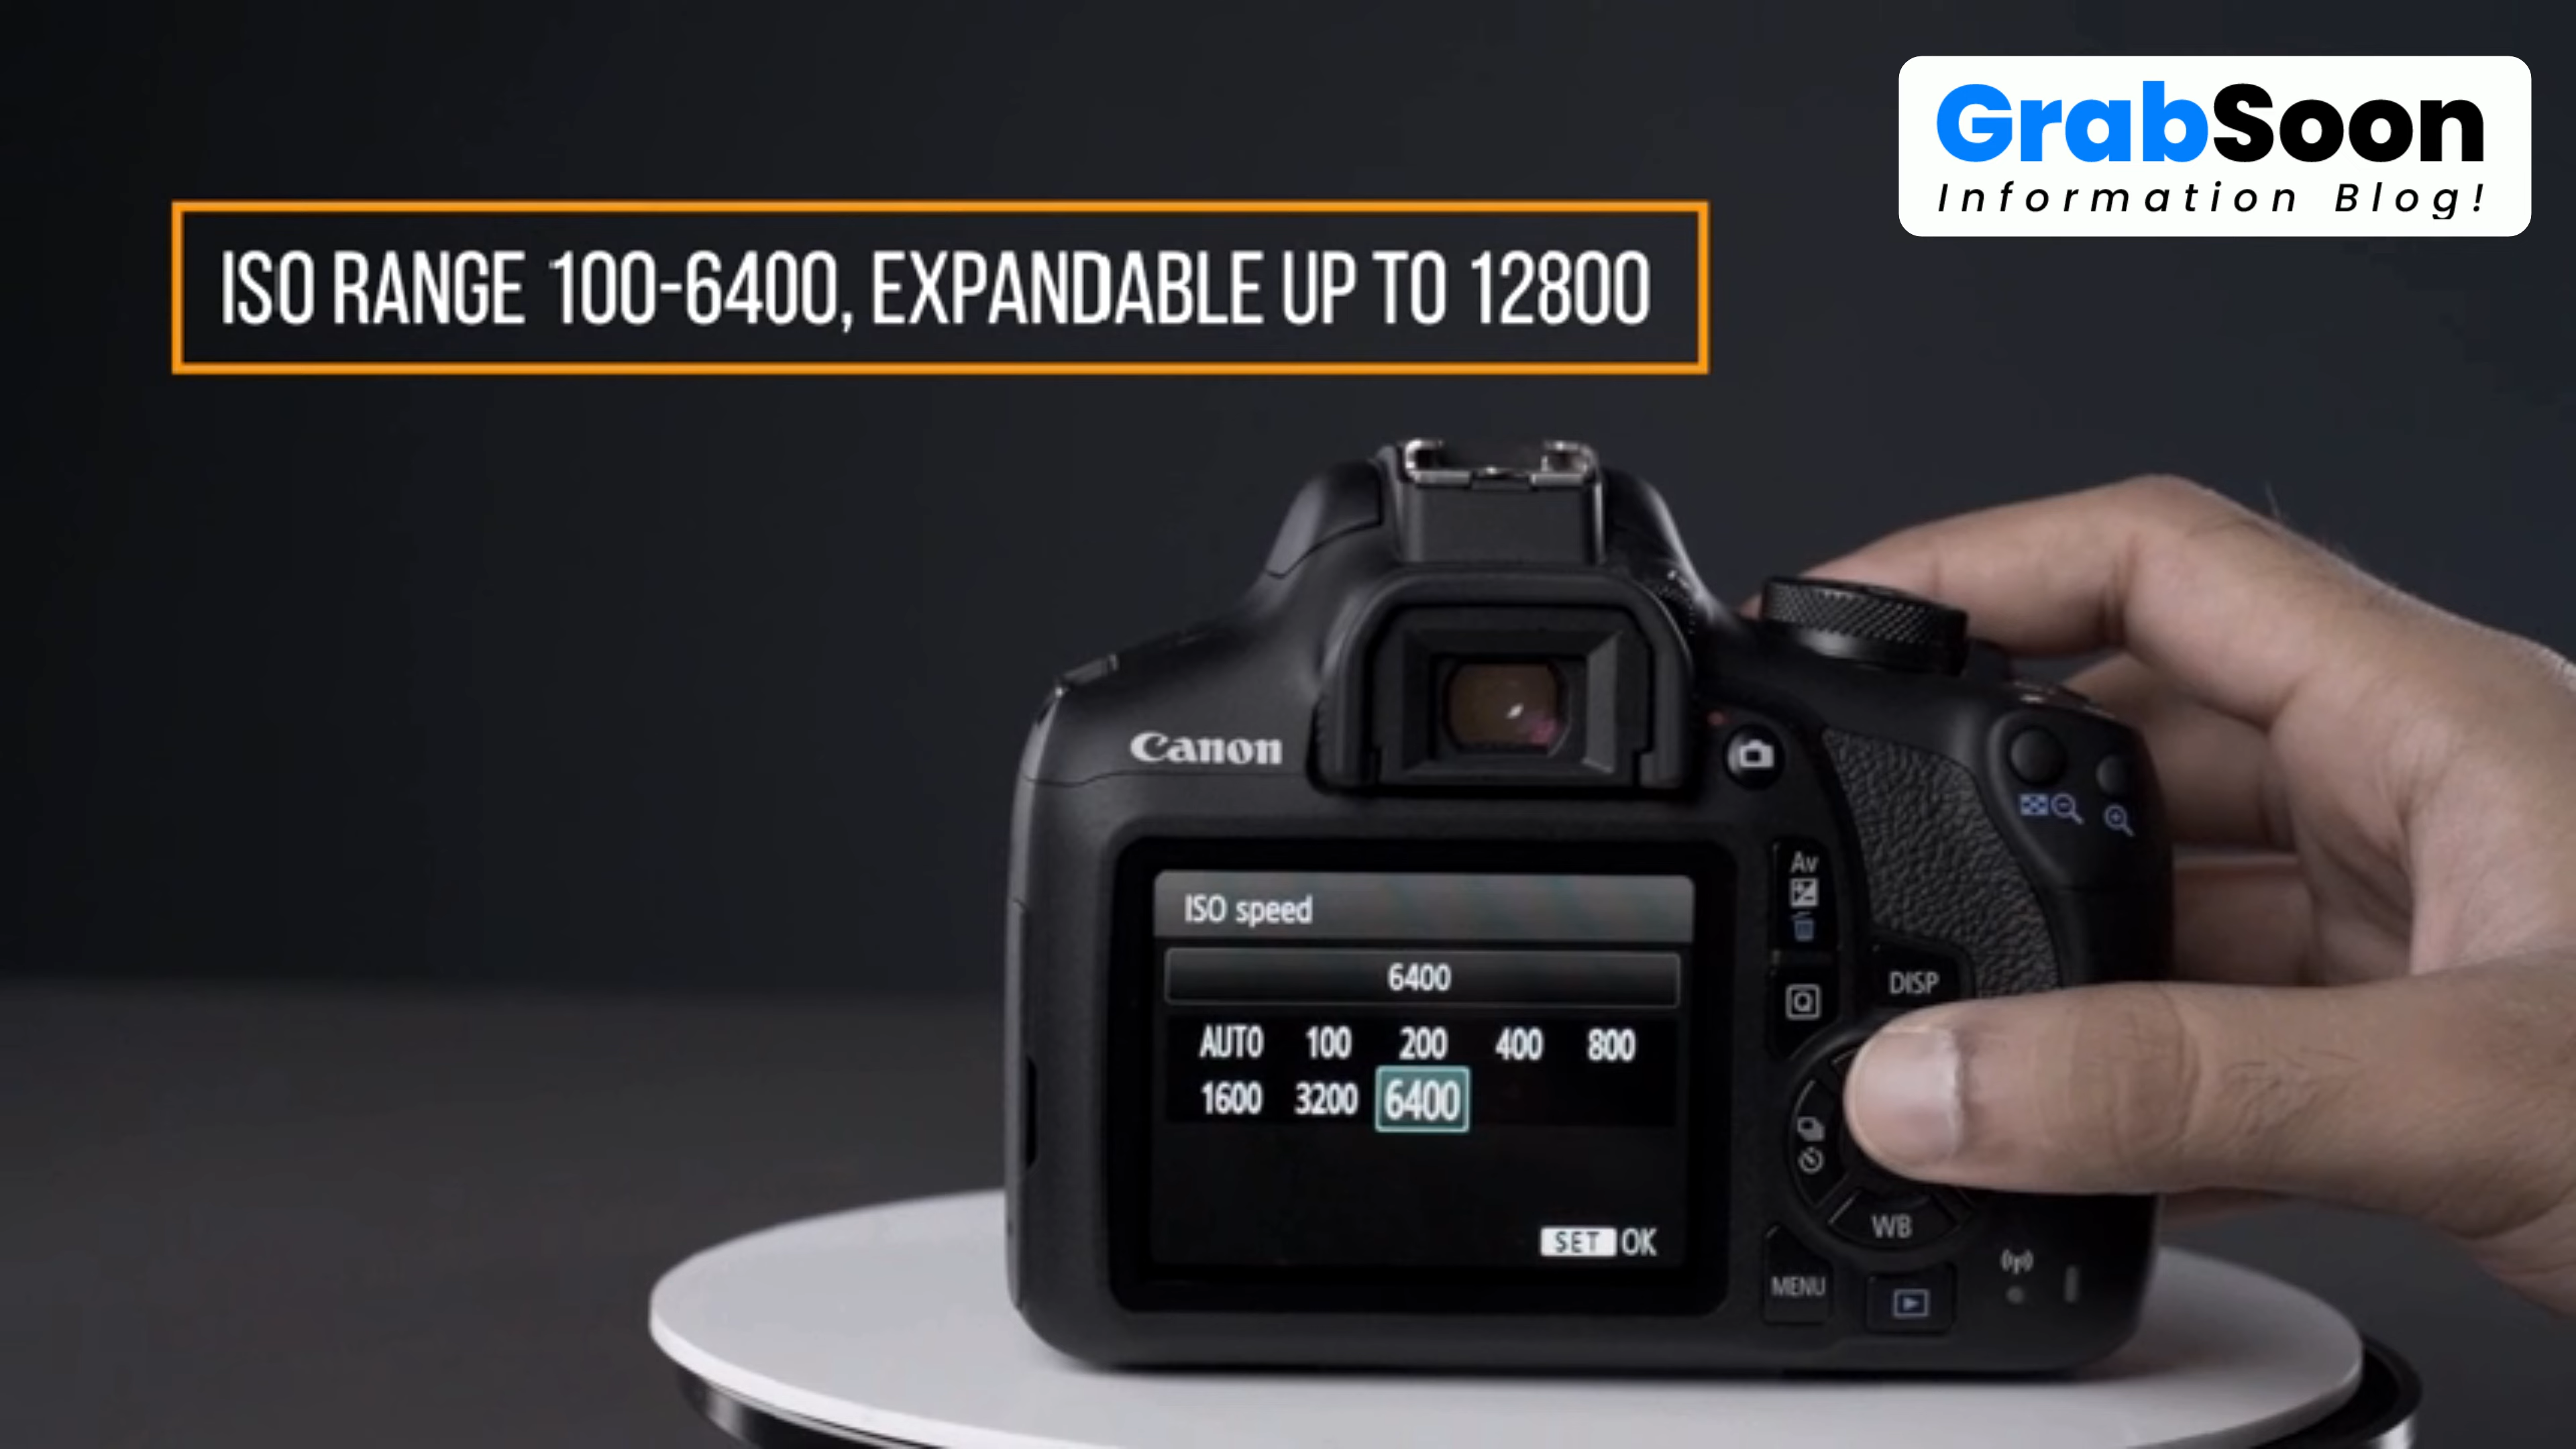 GrabSoon
Information Blog!
ISO RANGE 100-6400, EXPANDABLE UP TO 12800
Canon
Av
ISO speed
6400
DISP
Q
AUTO 100 200 400 800
1600 3200 6400
WB
SET OK
MENU